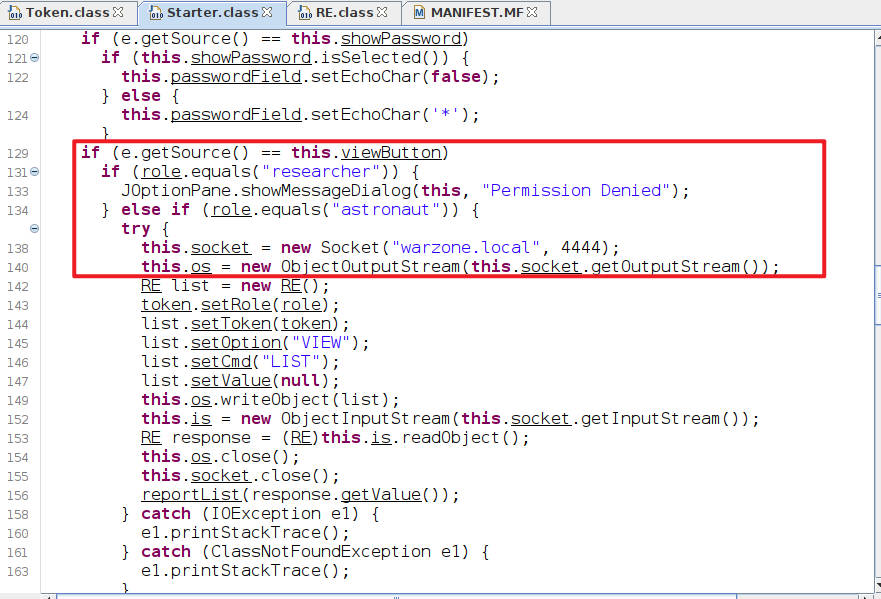 Token.class Starter.class RE.class MANIFEST.MF
120 if (e.getSource() == this.showPassword)
121 if (this.showPassword.isSelected()) {
122 this.passwordField.setEchoChar(false);
} else {
124 this.passwordField.setEchoChar('*');
}
129 if (e.getSource() == this.viewButton)
131 if (role.equals("researcher")) {
133 JOptionPane.showMessageDialog(this, "Permission Denied");
134 } else if (role.equals("astronaut")) {
try {
138 this.socket = new Socket("warzone.local", 4444);
140 this.os = new ObjectOutputStream(this.socket.getOutputStream());
142 RE list = new RE();
143 token.setRole(role);
144 list.setToken(token);
145 list.setOption("VIEW");
146 list.setCmd("LIST");
147 list.setValue(null);
149 this.os.writeObject(list);
152 this.is = new ObjectInputStream(this.socket.getInputStream());
153 RE response = (RE)this.is.readObject();
154 this.os.close();
155 this.socket.close();
156 reportList(response.getValue());
158 } catch (IOException e1) {
160 e1.printStackTrace();
161 } catch (ClassNotFoundException e1) {
163 e1.printStackTrace();
}